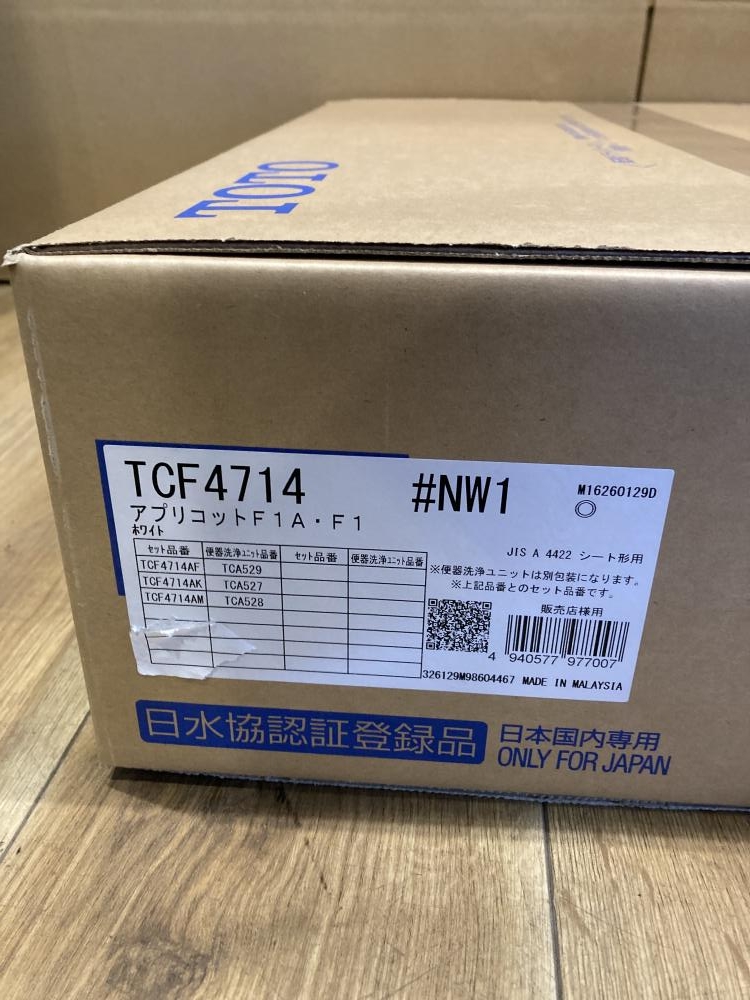 TOTO
TCF4714 #NW1 M16260129D
アプリコットF1A・F1
ホワイト
JIS A 4422 シート形用
セット品番 便器洗浄ユニット品番 セット品番 便器洗浄ユニット品番
TCF4714AF TCA529
TCF4714AK TCA527
TCF4714AM TCA528
※便器洗浄ユニットは別包装になります。
※上記品番とのセット品番です。
販売店様用
4 940577 977007
326129M98604467 MADE IN MALAYSIA
日水協認証登録品
日本国内専用
ONLY FOR JAPAN